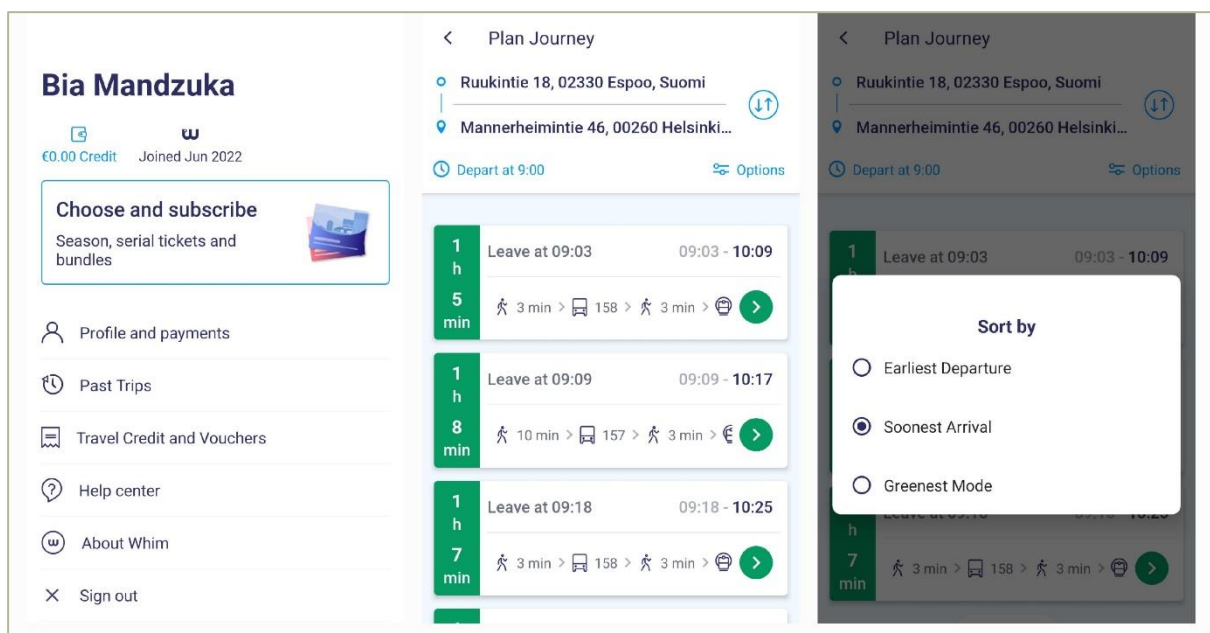 Bia Mandzuka
€0.00 Credit
Joined Jun 2022
Choose and subscribe
Season, serial tickets and
bundles
Profile and payments
Past Trips
Travel Credit and Vouchers
Help center
About Whim
Sign out
Plan Journey
Ruukintie 18, 02330 Espoo, Suomi
Mannerheimintie 46, 00260 Helsinki...
Depart at 9:00 Options
1 h 5 min
Leave at 09:03 09:03 - 10:09
3 min > 158 > 3 min >
1 h 8 min
Leave at 09:09 09:09 - 10:17
10 min > 157 > 3 min >
1 h 7 min
Leave at 09:18 09:18 - 10:25
3 min > 158 > 3 min >
Plan Journey
Ruukintie 18, 02330 Espoo, Suomi
Mannerheimintie 46, 00260 Helsinki...
Depart at 9:00 Options
1
Leave at 09:03 09:03 - 10:09
Sort by
Earliest Departure
Soonest Arrival
Greenest Mode
h
7
min
3 min > 158 > 3 min >